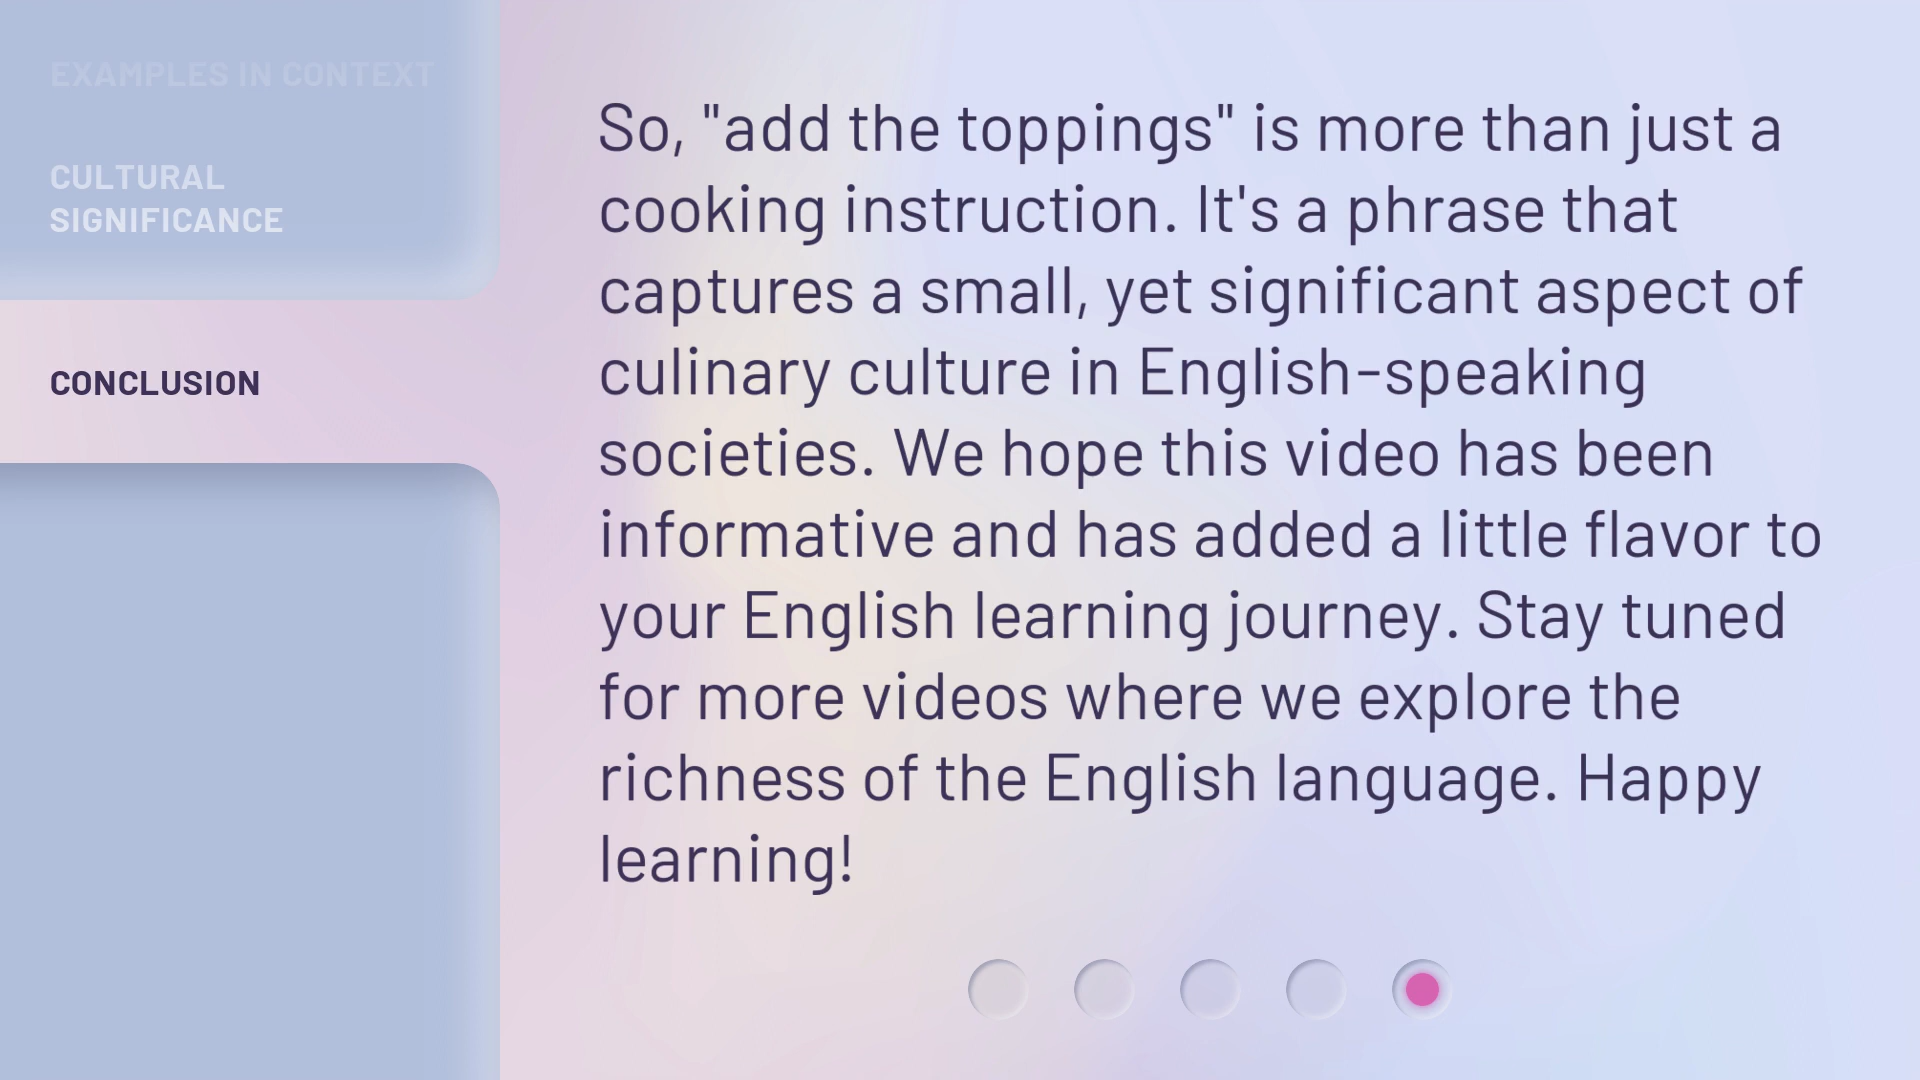 EXAMPLES IN CONTEXT
CULTURAL
SIGNIFICANCE
CONCLUSION
So, "add the toppings" is more than just a
cooking instruction. It's a phrase that
captures a small, yet significant aspect of
culinary culture in English-speaking
societies. We hope this video has been
informative and has added a little flavor to
your English learning journey. Stay tuned
for more videos where we explore the
richness of the English language. Happy
learning!